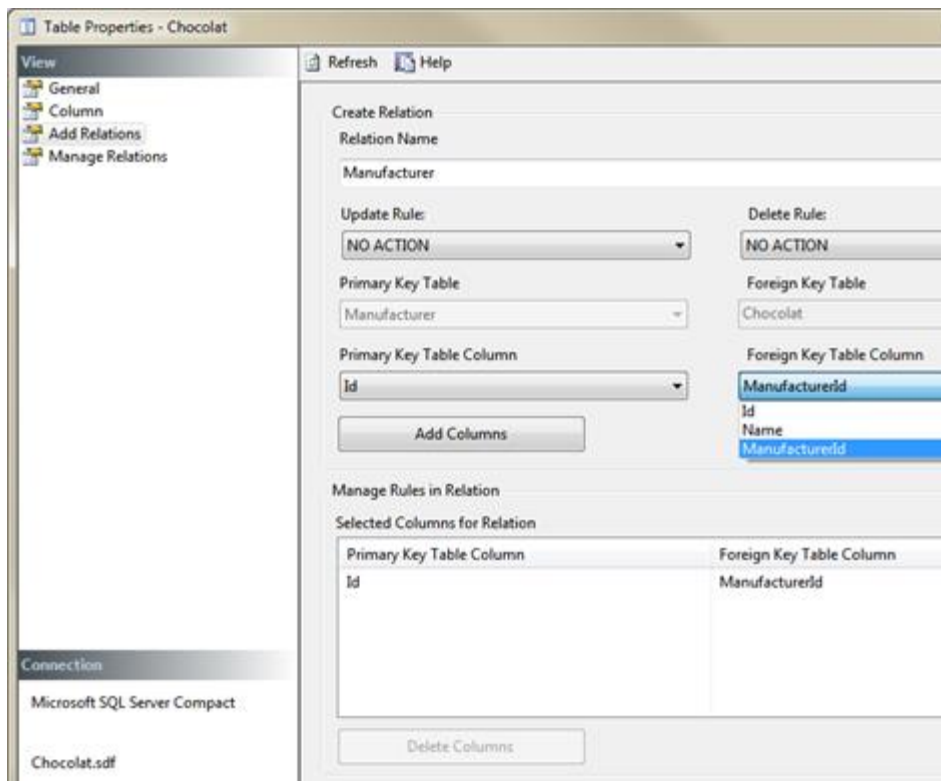 Table Properties - Chocolat
View
General
Column
Add Relations
Manage Relations
Refresh Help
Create Relation
Relation Name
Manufacturer
Update Rule: Delete Rule:
NO ACTION NO ACTION
Primary Key Table Foreign Key Table
Manufacturer Chocolat
Primary Key Table Column Foreign Key Table Column
Id ManufacturerId
Id
Name
ManufacturerId
Add Columns
Manage Rules in Relation
Selected Columns for Relation
Primary Key Table Column Foreign Key Table Column
Id ManufacturerId
Delete Columns
Connection
Microsoft SQL Server Compact
Chocolat.sdf